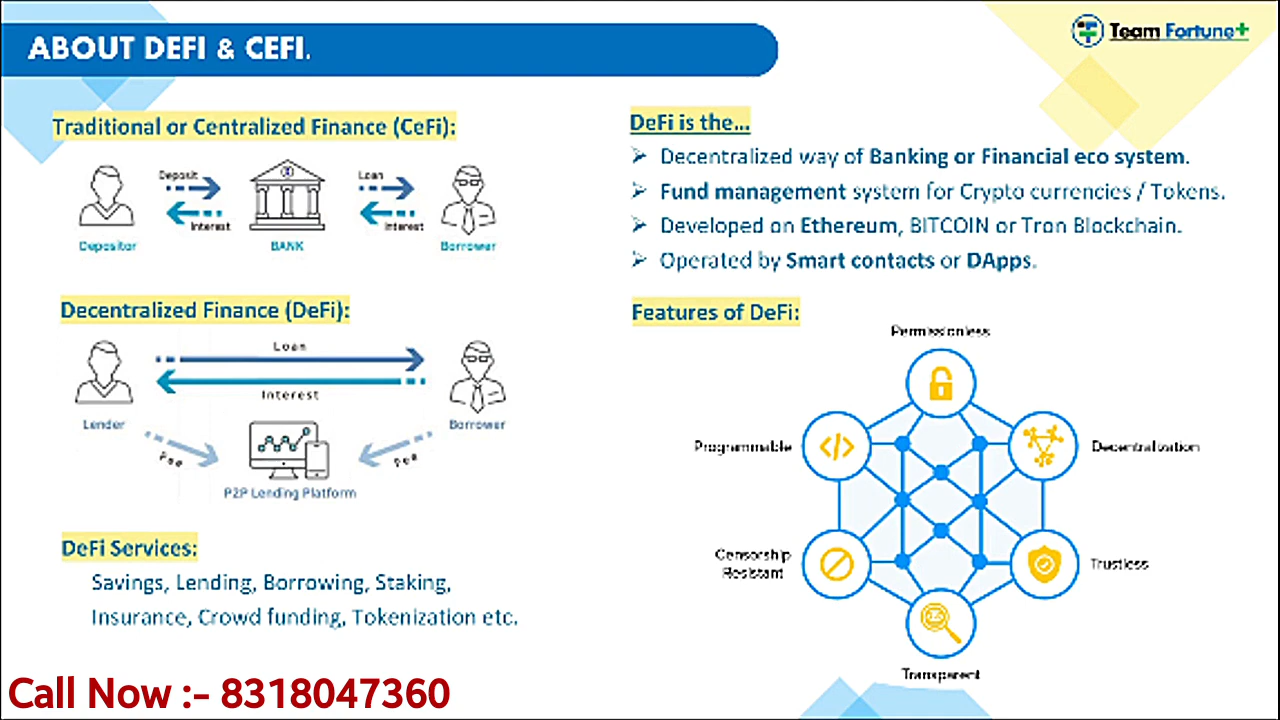 ABOUT DEFI & CEFI.
Team Fortune+
Traditional or Centralized Finance (CeFi):
Deposit
Loan
Interest
Interest
Depositor
BANK
Borrower
Decentralized Finance (DeFi):
Loan
Interest
Lender
Borrower
Fee
Fee
P2P Lending Platform
DeFi Services:
Savings, Lending, Borrowing, Staking,
Insurance, Crowd funding, Tokenization etc.
Call Now :- 8318047360
DeFi is the...
➢ Decentralized way of Banking or Financial eco system.
➢ Fund management system for Crypto currencies / Tokens.
➢ Developed on Ethereum, BITCOIN or Tron Blockchain.
➢ Operated by Smart contacts or DApps.
Features of DeFi:
Permissionless
Programmable
Decentralization
Censorship
Resistant
Trustless
Transparent